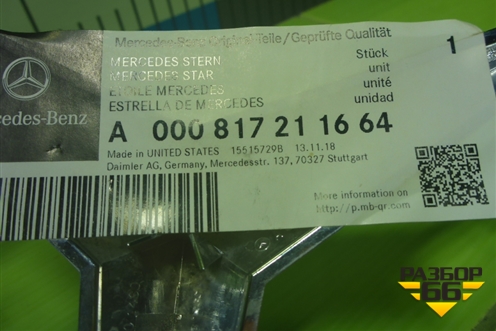 Mercedes-Benz Original-Teile/Geprüfte Qualität
MERCEDES STERN
MERCEDES STAR
ETOILE MERCEDES
ESTRELLA DE MERCEDES
Stück
unit
unité
unidad
1
cedes-Benz
A 000 817 21 16 64
Made in UNITED STATES 15515729B 13.11.18
Daimler AG, Germany, Mercedesstr. 137, 70327 Stuttgart
More information on
http://p.mb-qr.com
РАЗБОР
66